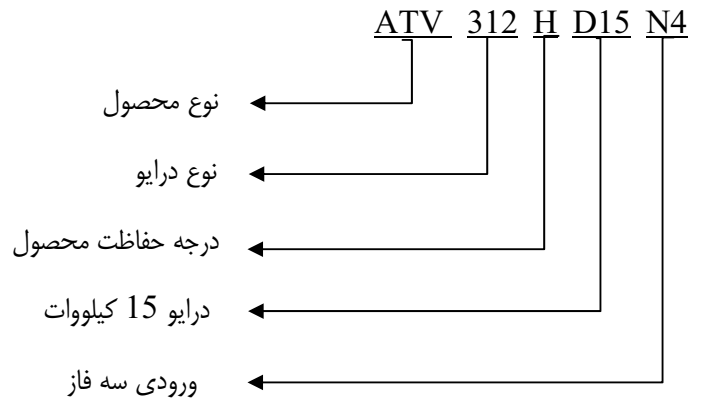 ATV 312 H D15 N4
نوع محصول
نوع درایو
درجه حفاظت محصول
درایو 15 کیلووات
ورودی سه فاز